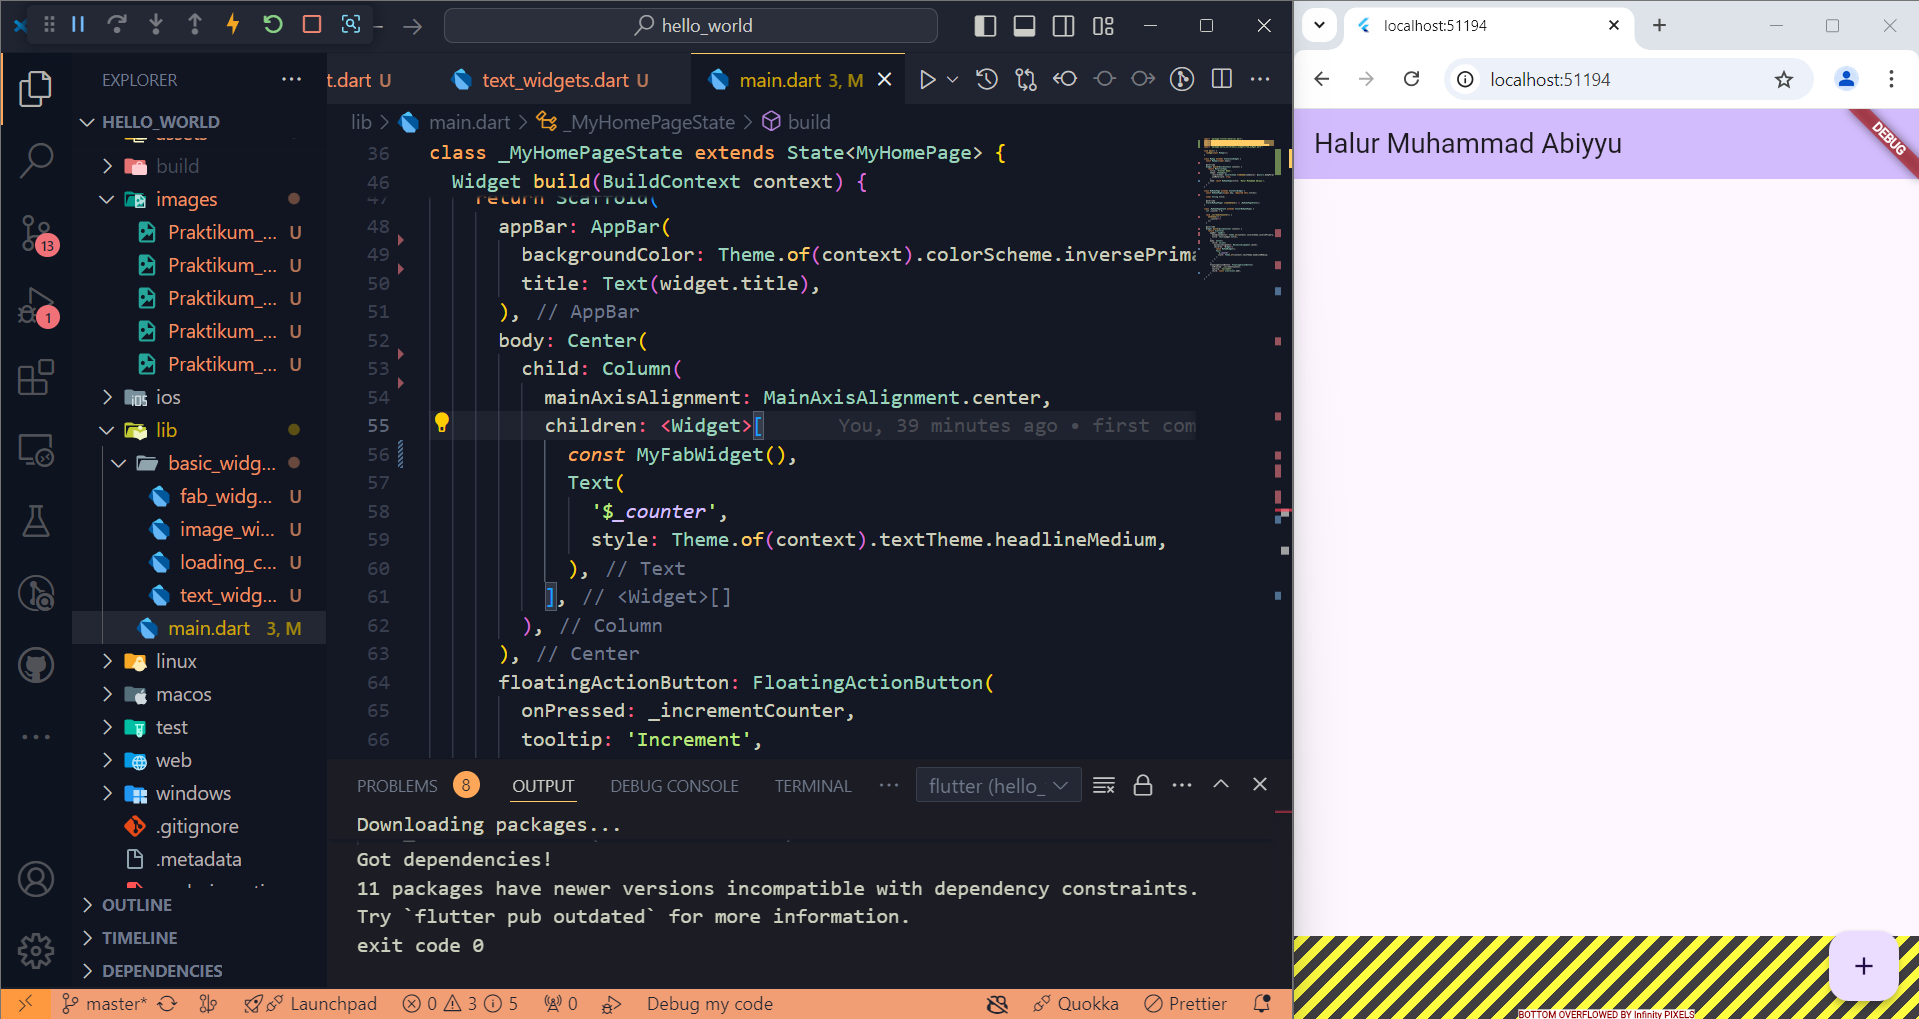 hello_world
localhost:51194
EXPLORER
t.dart U
text_widgets.dart U
main.dart 3, M
localhost:51194
HELLO_WORLD
lib > main.dart > _MyHomePageState > build
Halur Muhammad Abiyyu
DEBUG
assets
build
images
Praktikum_... U
Praktikum_... U
Praktikum_... U
Praktikum_... U
Praktikum_... U
ios
lib
basic_widg...
fab_widg... U
image_wi... U
loading_c... U
text_widg... U
main.dart 3, M
linux
macos
test
web
windows
.gitignore
.metadata
OUTLINE
TIMELINE
DEPENDENCIES
13
1
36 class _MyHomePageState extends State<MyHomePage> {
46 Widget build(BuildContext context) {
47 return Scaffold(
48 appBar: AppBar(
49 backgroundColor: Theme.of(context).colorScheme.inversePrima
50 title: Text(widget.title),
51 ), // AppBar
52 body: Center(
53 child: Column(
54 mainAxisAlignment: MainAxisAlignment.center,
55 children: <Widget>[ You, 39 minutes ago • first com
56 const MyFabWidget(),
57 Text(
58 '$_counter',
59 style: Theme.of(context).textTheme.headlineMedium,
60 ), // Text
61 ], // <Widget>[]
62 ), // Column
63 ), // Center
64 floatingActionButton: FloatingActionButton(
65 onPressed: _incrementCounter,
66 tooltip: 'Increment',
PROBLEMS 8 OUTPUT DEBUG CONSOLE TERMINAL ... flutter (hello_
Downloading packages...
Got dependencies!
11 packages have newer versions incompatible with dependency constraints.
Try `flutter pub outdated` for more information.
exit code 0
master* Launchpad 0 3 5 0 Debug my code Quokka Prettier
BOTTOM OVERFLOWED BY Infinity PIXELS